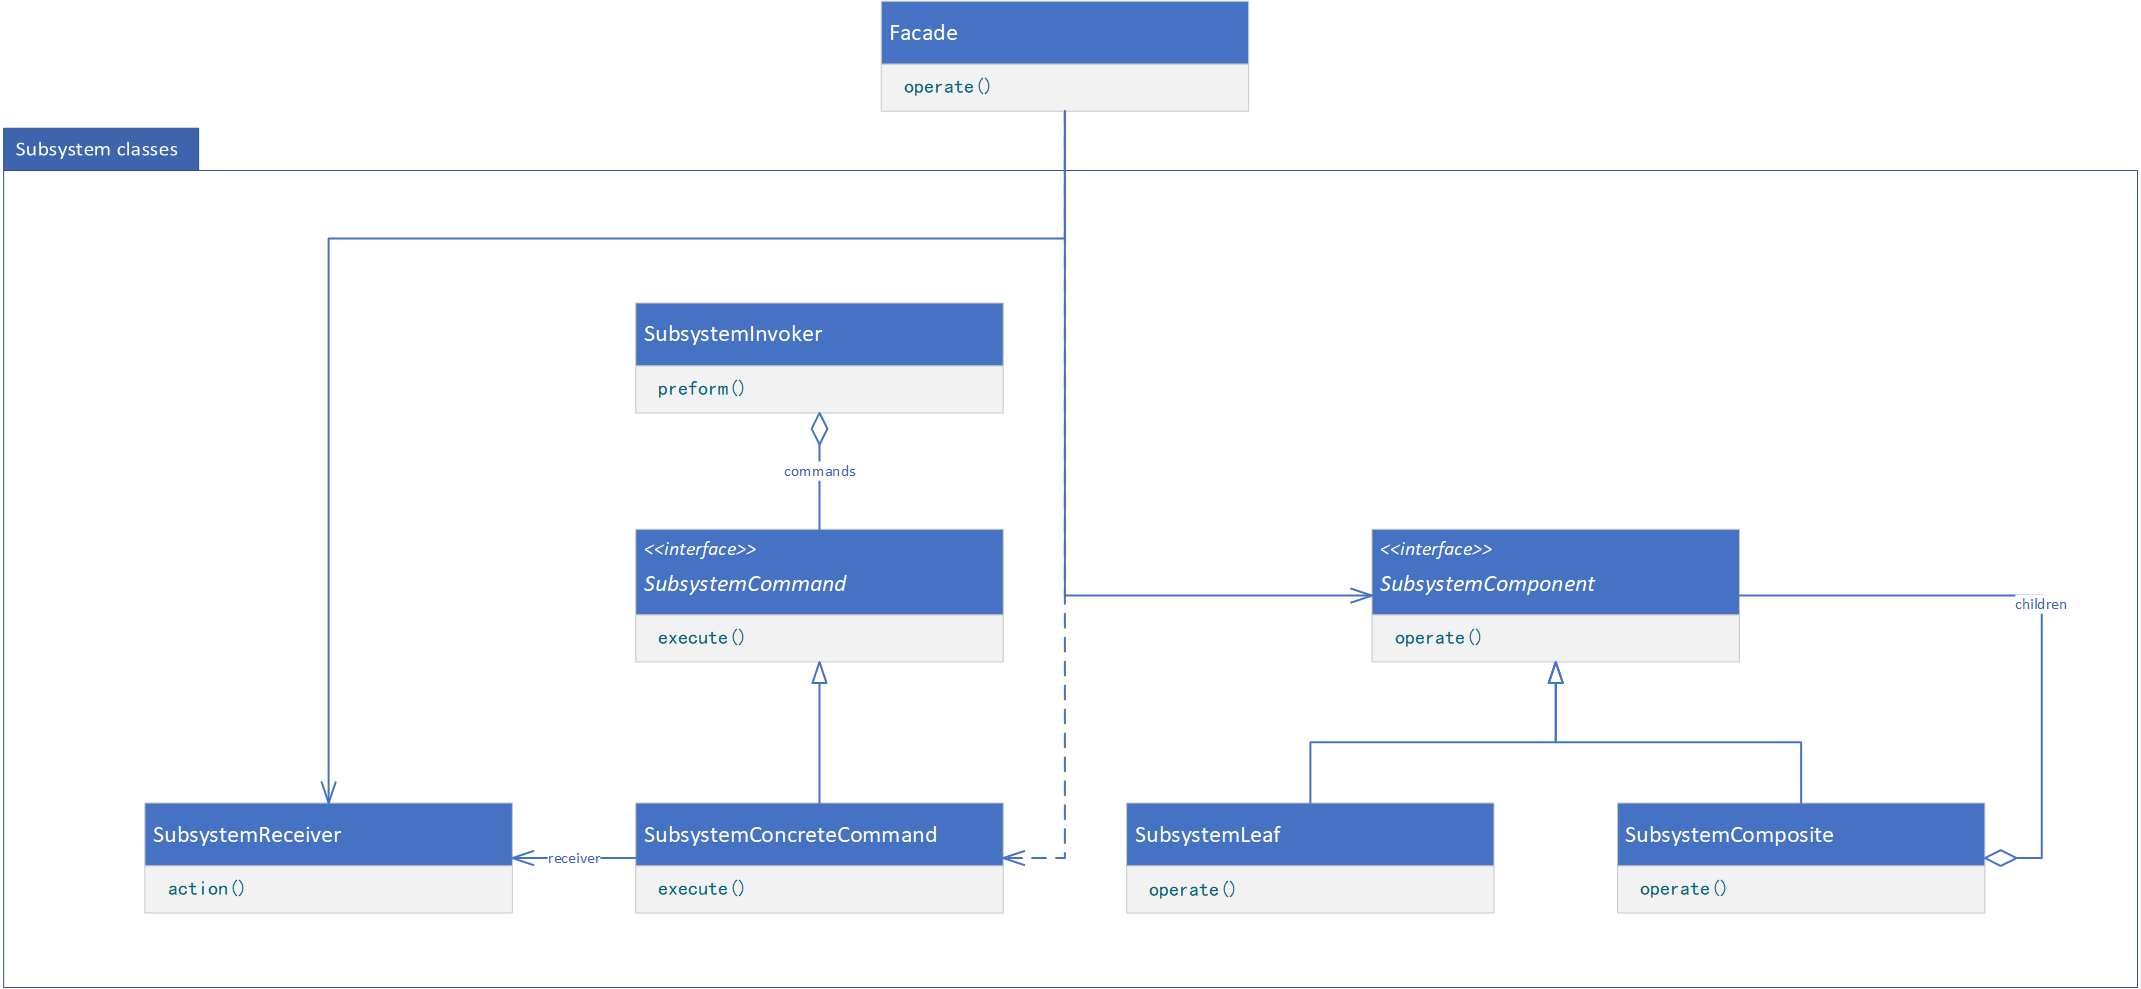 Facade
operate()
Subsystem classes
SubsystemInvoker
preform()
commands
<<interface>>
SubsystemCommand
execute()
<<interface>>
SubsystemComponent
operate()
children
SubsystemReceiver
action()
receiver
SubsystemConcreteCommand
execute()
SubsystemLeaf
operate()
SubsystemComposite
operate()